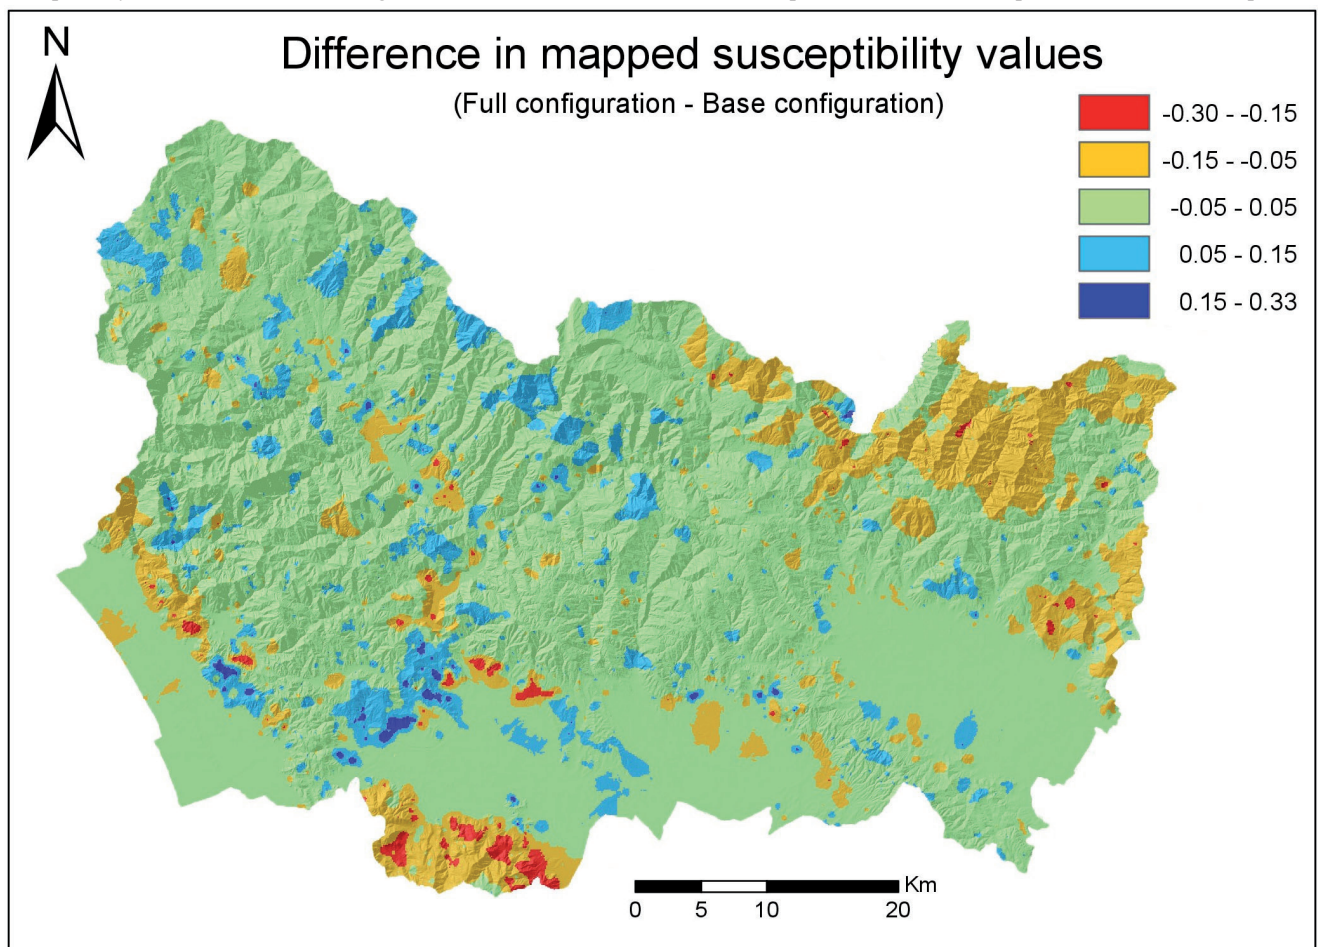 N
Difference in mapped susceptibility values
(Full configuration - Base configuration)
-0.30 - -0.15
-0.15 - -0.05
-0.05 - 0.05
0.05 - 0.15
0.15 - 0.33
Km
0 5 10 20